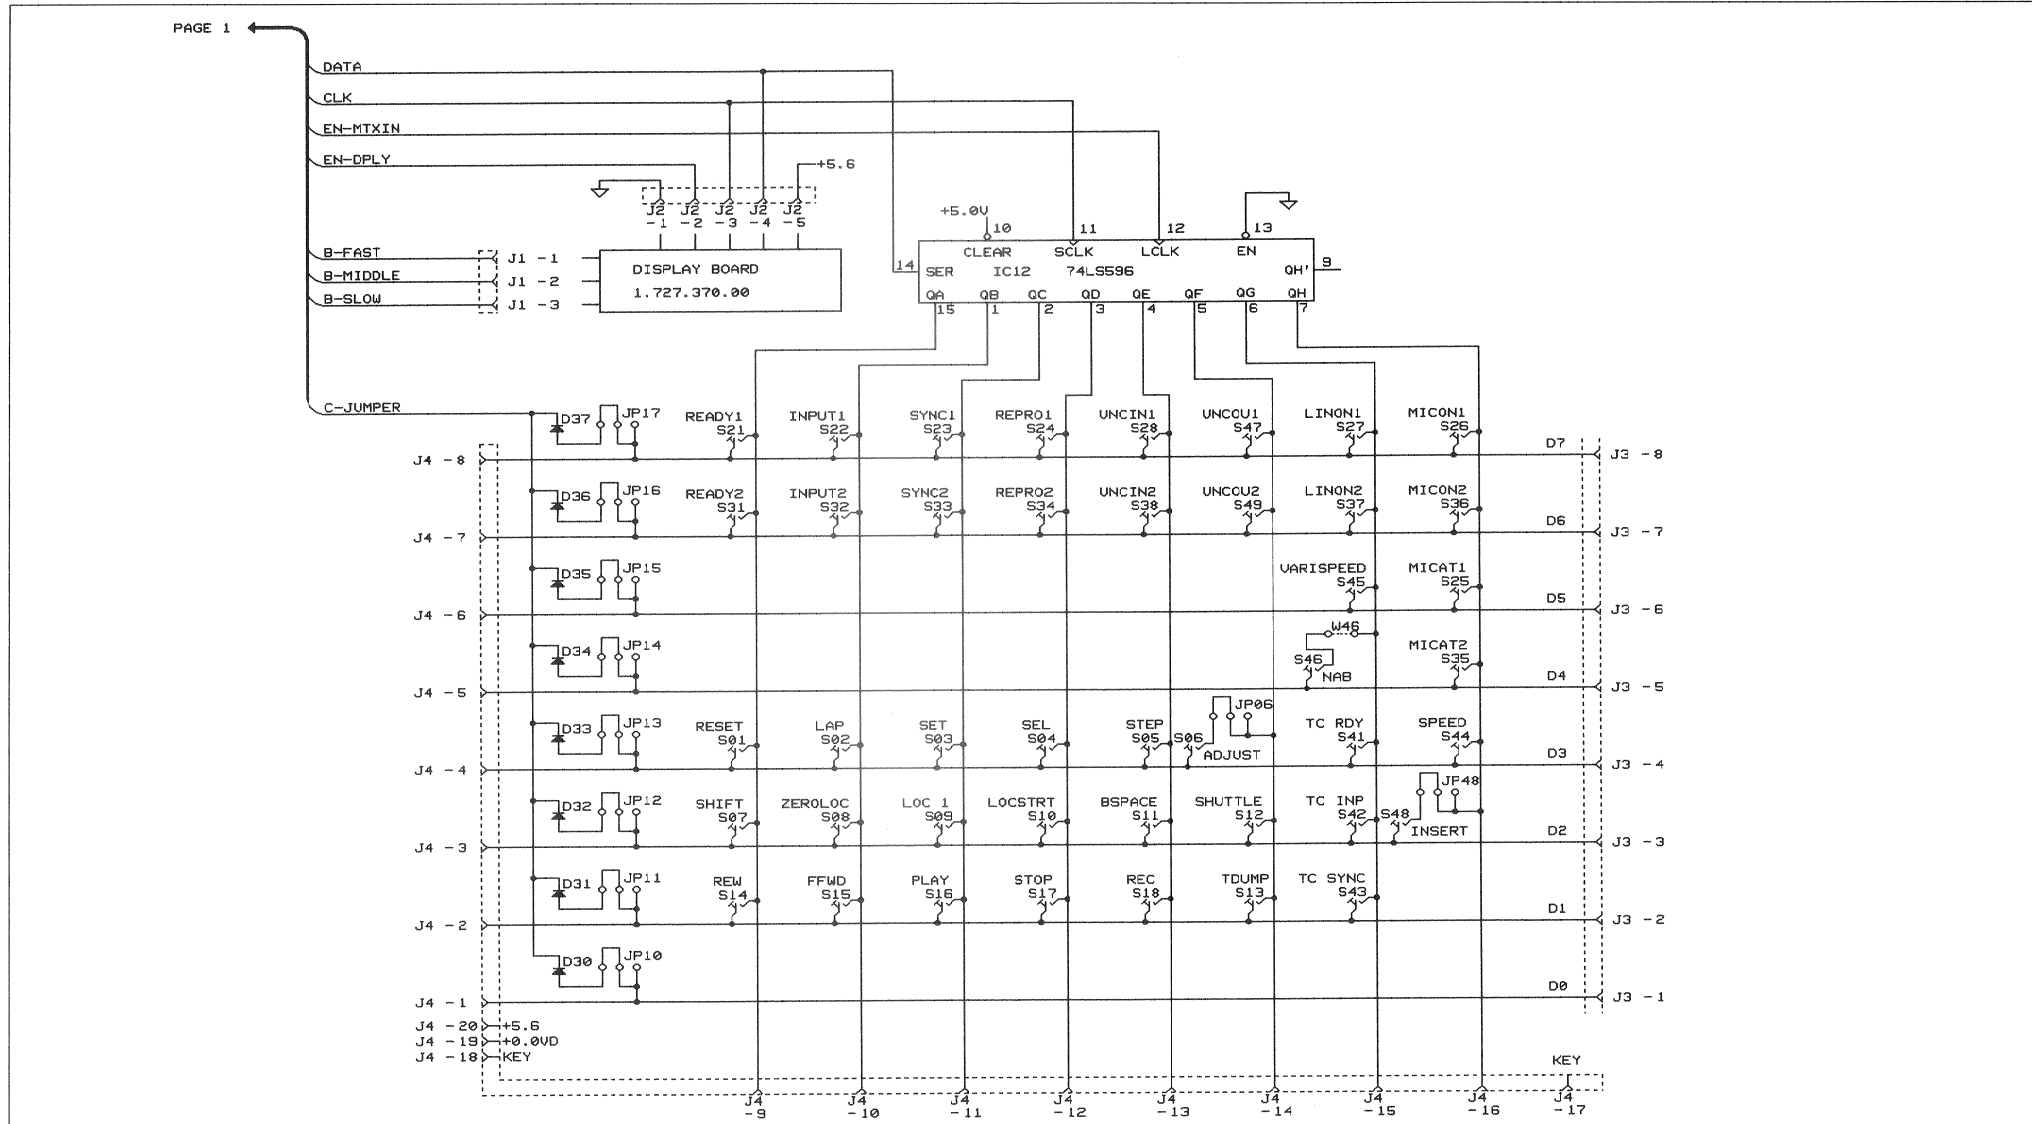 PAGE 1
DATA
CLK
EN-MTXIN
EN-DPLY
+5.6
J2 J2 J2 J2 J2
-1 -2 -3 -4 -5
+5.0V
10 11 12 13
CLEAR SCLK LCLK EN
14 SER IC12 74LS596 QH' 9
QA QB QC QD QE QF QG QH
15 1 2 3 4 5 6 7
B-FAST J1 -1
B-MIDDLE J1 -2
B-SLOW J1 -3
DISPLAY BOARD
1.727.370.00
C-JUMPER
D37 JP17 READY1 INPUT1 SYNC1 REPRO1 UNCIN1 UNCOU1 LINON1 MICON1
S21 S22 S23 S24 S28 S47 S27 S26
J4 -8 D7 J3 -8
D36 JP16 READY2 INPUT2 SYNC2 REPRO2 UNCIN2 UNCOU2 LINON2 MICON2
S31 S32 S33 S34 S38 S49 S37 S36
J4 -7 D6 J3 -7
D35 JP15 VARISPEED MICAT1
S45 S25
J4 -6 D5 J3 -6
W46
D34 JP14 MICAT2
S46 S35
NAB
J4 -5 D4 J3 -5
JP06
D33 JP13 RESET LAP SET SEL STEP TC RDY SPEED
S01 S02 S03 S04 S05 S06 S41 S44
ADJUST
J4 -4 D3 J3 -4
JP48
D32 JP12 SHIFT ZEROLOC LOC 1 LOCSTRT BSPACE SHUTTLE TC INP
S07 S08 S09 S10 S11 S12 S42 S48
INSERT
J4 -3 D2 J3 -3
D31 JP11 REW FFWD PLAY STOP REC TDUMP TC SYNC
S14 S15 S16 S17 S18 S13 S43
J4 -2 D1 J3 -2
D30 JP10
J4 -1 D0 J3 -1
J4 -20 +5.6
J4 -19 +0.0VD
J4 -18 KEY
KEY
J4 J4 J4 J4 J4 J4 J4 J4 J4
-9 -10 -11 -12 -13 -14 -15 -16 -17